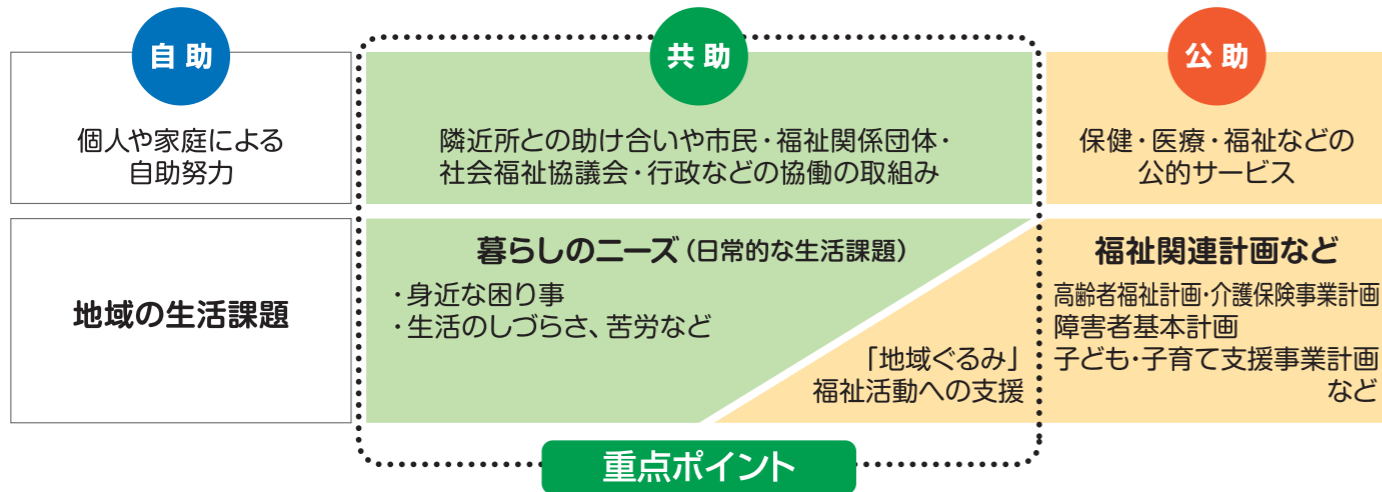 自助
個人や家庭による
自助努力
共助
隣近所との助け合いや市民・福祉関係団体・
社会福祉協議会・行政などの協働の取組み
公助
保健・医療・福祉などの
公的サービス
地域の生活課題
暮らしのニーズ(日常的な生活課題)
・身近な困り事
・生活のしづらさ、苦労など
「地域ぐるみ」
福祉活動への支援
福祉関連計画など
高齢者福祉計画・介護保険事業計画
障害者基本計画
子ども・子育て支援事業計画
など
重点ポイント